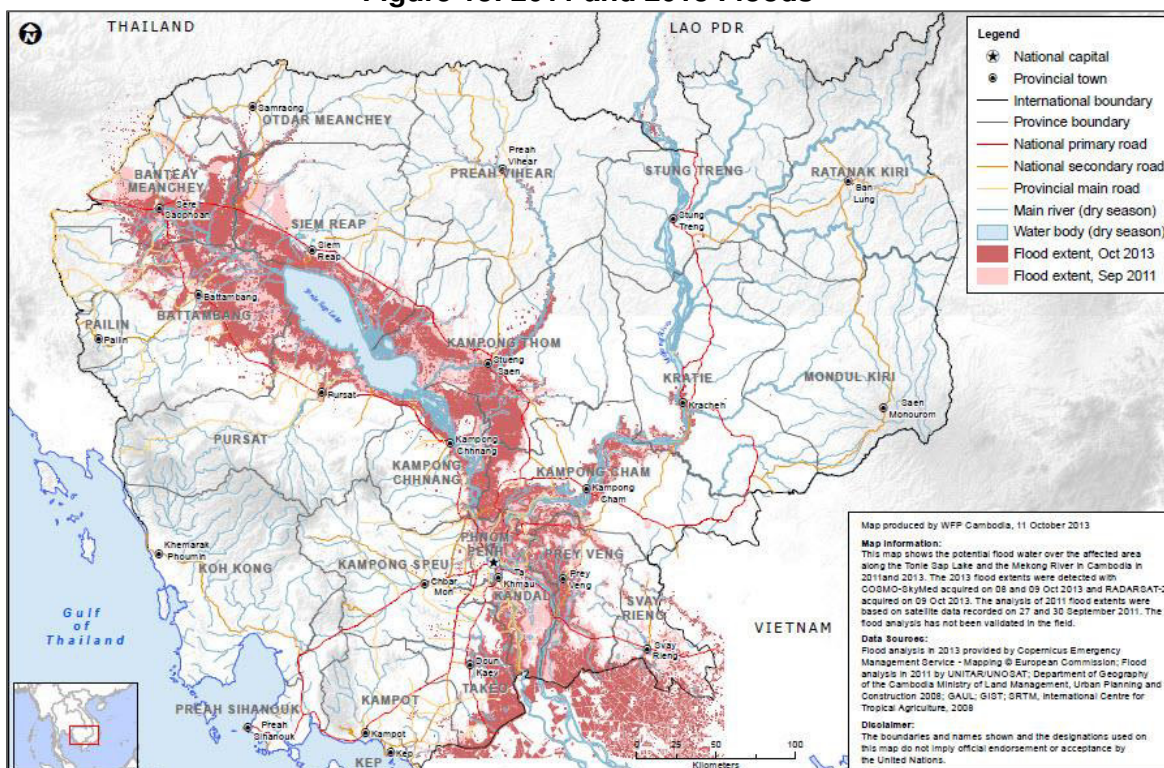 Figure 13: 2011 and 2013 Floods
THAILAND
LAO PDR
Samraong
OTDAR MEANCHEY
Preah
Vihear
PREAH VIHEAR
STUNG TRENG
RATANAK KIRI
Ban
Lung
BANTEAY
MEANCHEY
Sere
Saophoan
SIEM REAP
Siem
Reap
Stung
Treng
Battambang
BATTAMBANG
PAILIN
Pailin
KAMPONG THOM
Stueng
Saen
KRATIE
Kracheh
MONDUL KIRI
Saen
Monourom
Pursat
PURSAT
Kampong
Chhnang
KAMPONG
CHHNANG
KAMPONG CHAM
Kampong
Cham
Khemarak
Phoumin
KOH KONG
KAMPONG SPEU
Chbar
Mon
PHNOM
PENH
Ta
Khmau
KANDAL
PREY VENG
Prey
Veng
SVAY
RIENG
Svay
Rieng
VIETNAM
Gulf
of
Thailand
Doun
Kaey
TAKEO
KAMPOT
Kampot
PREAH SIHANOUK
Preah
Sihanouk
Kep
KEP
0 25 50 100
Kilometers
Legend
National capital
Provincial town
International boundary
Province boundary
National primary road
National secondary road
Provincial main road
Main river (dry season)
Water body (dry season)
Flood extent, Oct 2013
Flood extent, Sep 2011
Map produced by WFP Cambodia, 11 October 2013
Map Information:
This map shows the potential flood water over the affected area
along the Tonle Sap Lake and the Mekong River in Cambodia in
2011and 2013. The 2013 flood extents were detected with
COSMO-SkyMed acquired on 08 and 09 Oct 2013 and RADARSAT-2
acquired on 09 Oct 2013. The analysis of 2011 flood extents were
based on satellite data recorded on 27 and 30 September 2011. The
flood analysis has not been validated in the field.
Data Sources:
Flood analysis in 2013 provided by Copernicus Emergency
Management Service - Mapping © European Commission; Flood
analysis in 2011 by UNITAR/UNOSAT; Department of Geography
of the Cambodia Ministry of Land Management, Urban Planning and
Construction 2008; GAUL; GIST; SRTM, International Centre for
Tropical Agriculture, 2008
Disclaimer:
The boundaries and names shown and the designations used on
this map do not imply official endorsement or acceptance by
the United Nations.